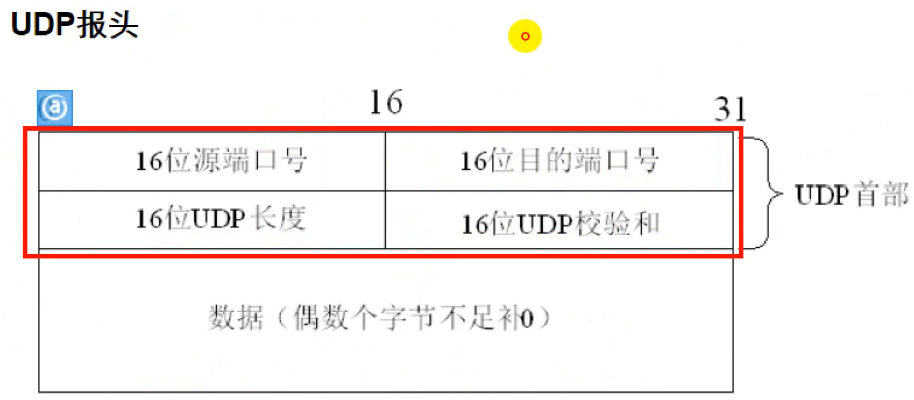 UDP报头
16 31
16位源端口号 16位目的端口号
16位UDP长度 16位UDP校验和
UDP首部
数据（偶数个字节不足补0）